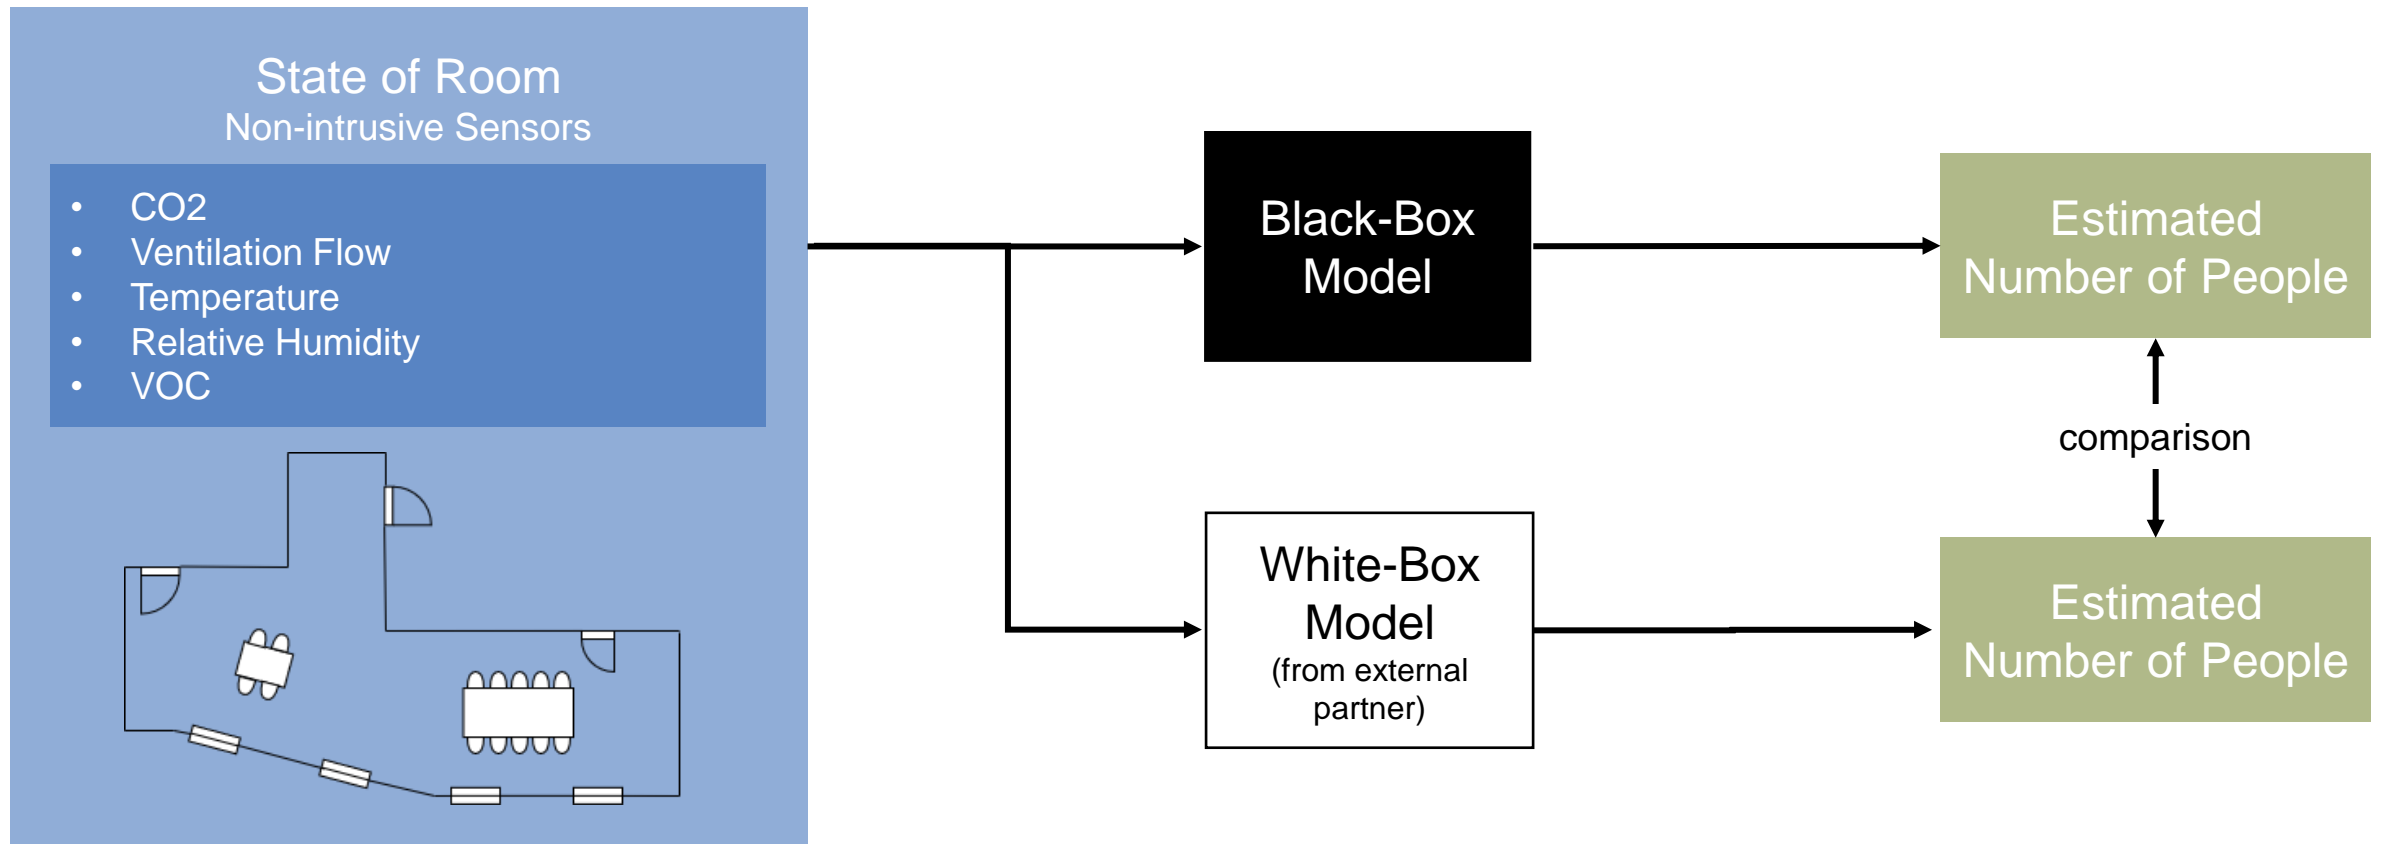 State of Room
Non-intrusive Sensors
• CO2
• Ventilation Flow
• Temperature
• Relative Humidity
• VOC
Black-Box
Model
Estimated
Number of People
comparison
White-Box
Model
(from external
partner)
Estimated
Number of People